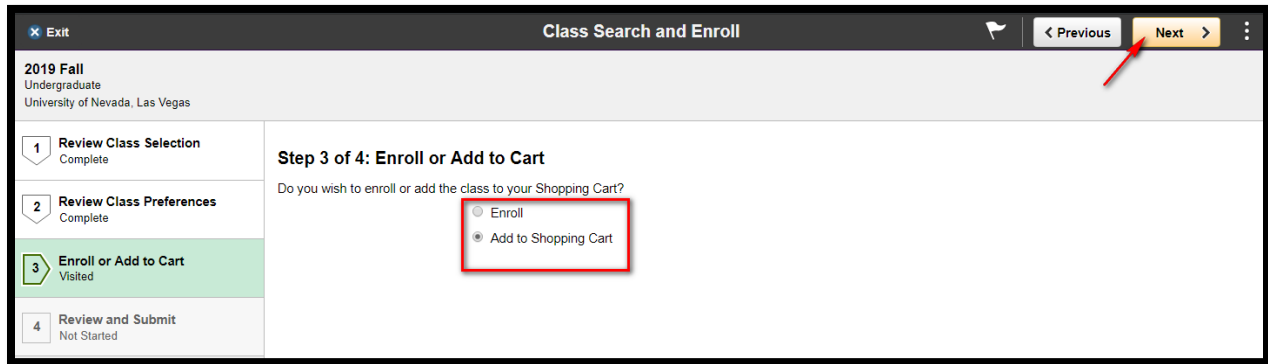 Exit
Class Search and Enroll
Previous
Next
2019 Fall
Undergraduate
University of Nevada, Las Vegas
1
Review Class Selection
Complete
2
Review Class Preferences
Complete
3
Enroll or Add to Cart
Visited
4
Review and Submit
Not Started
Step 3 of 4: Enroll or Add to Cart
Do you wish to enroll or add the class to your Shopping Cart?
Enroll
Add to Shopping Cart